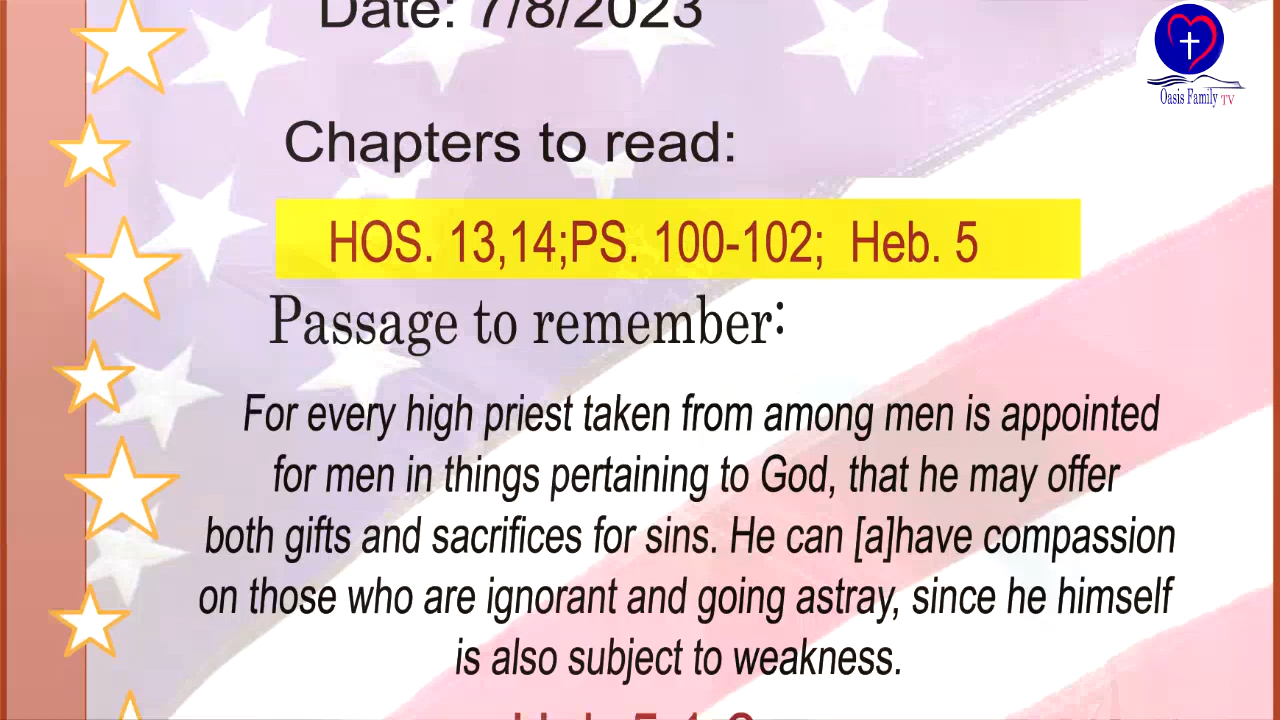 Date: 7/8/2023
Oasis Family TV
Chapters to read:
HOS. 13,14;PS. 100-102; Heb. 5
Passage to remember:
For every high priest taken from among men is appointed
for men in things pertaining to God, that he may offer
both gifts and sacrifices for sins. He can [a]have compassion
on those who are ignorant and going astray, since he himself
is also subject to weakness.